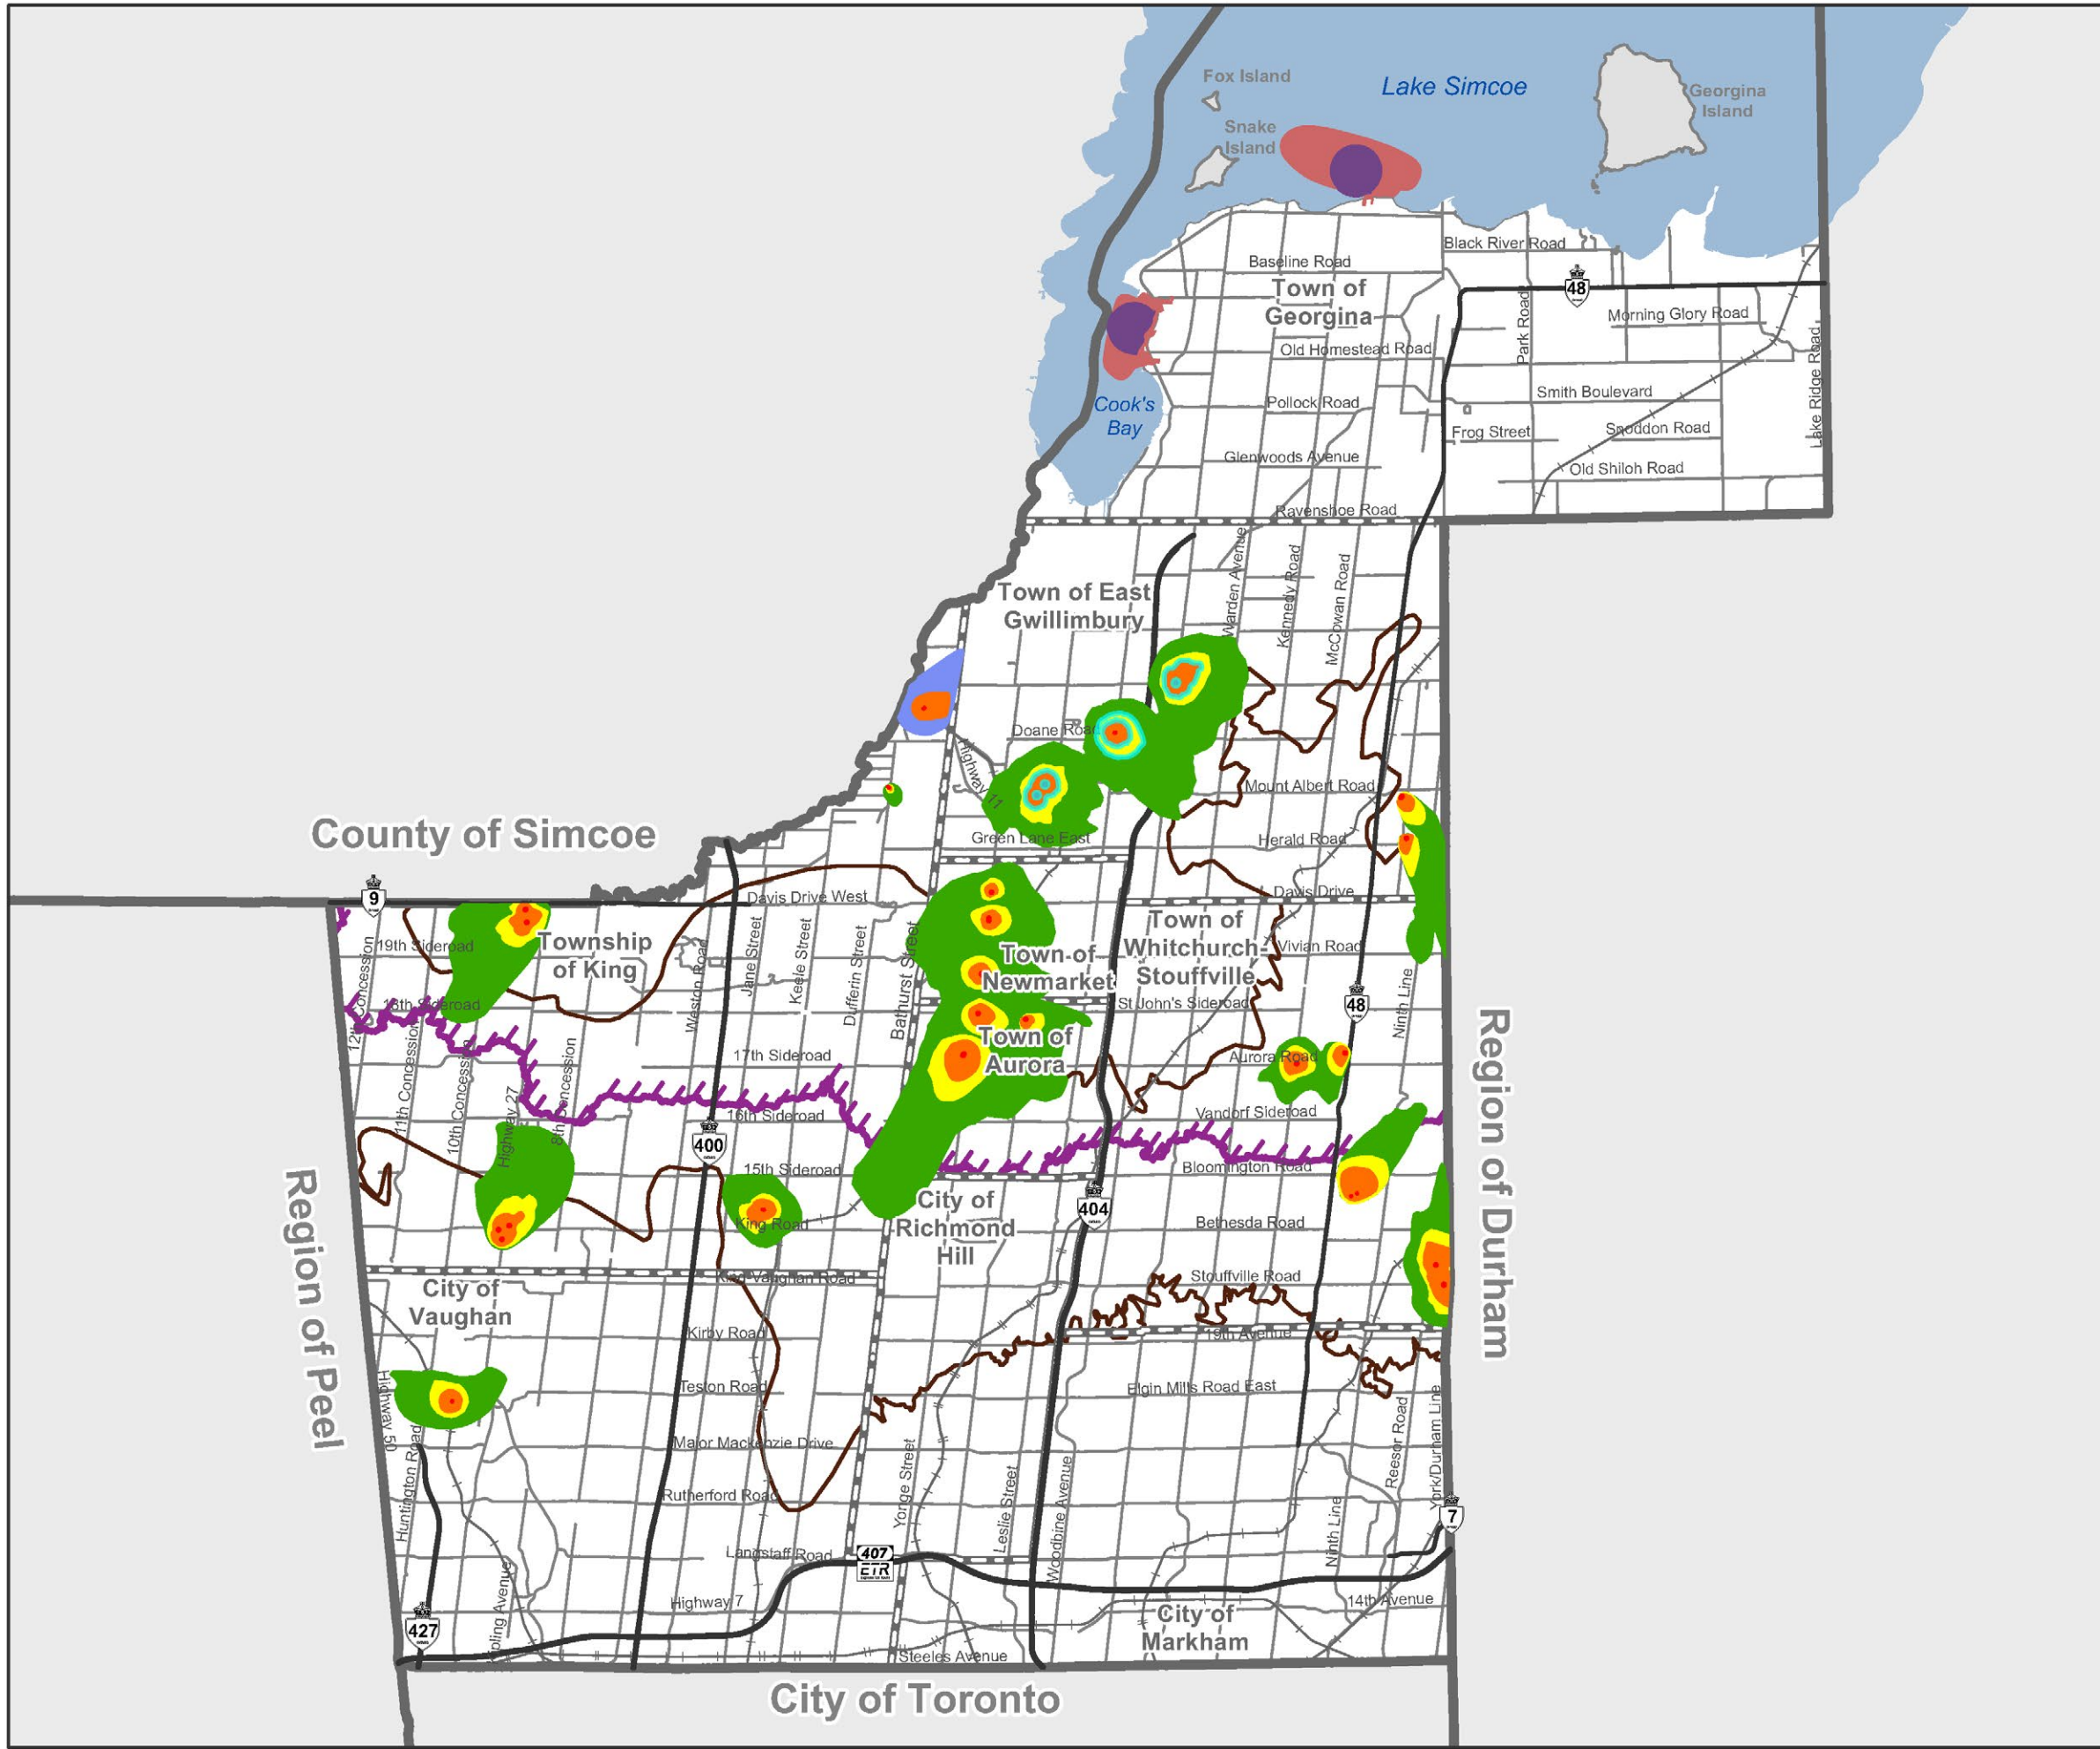 Fox Island
Lake Simcoe
Georgina
Island
Snake
Island
Black River Road
Baseline Road
Town of
Georgina
48
Morning Glory Road
Park Road
Old Homestead Road
Lake Ridge Road
Smith Boulevard
Cook's
Bay
Pollock Road
Frog Street
Snoddon Road
Glenwoods Avenue
Old Shiloh Road
Ravenshoe Road
Warden Avenue
Kennedy Road
McCowan Road
Town of East
Gwillimbury
Doane Road
Highway 11
Mount Albert Road
Green Lane East
Herald Road
County of Simcoe
9
Davis Drive West
Davis Drive
19th Sideroad
Township
of King
Town of
Newmarket
Town of
Whitchurch-
Stouffville
Vivian Road
12th Concession
Weston Road
Jane Street
Keele Street
Dufferin Street
Bathurst Street
18th Sideroad
St John's Sideroad
48
Ninth Line
11th Concession
10th Concession
Highway 27
8th Concession
17th Sideroad
Town of
Aurora
Aurora Road
16th Sideroad
Vandorf Sideroad
400
15th Sideroad
Bloomington Road
Region of Durham
Region of Peel
City of
Richmond
Hill
404
King Road
Bethesda Road
King-Vaughan Road
Stouffville Road
City of
Vaughan
Kirby Road
19th Avenue
Highway 50
Teston Road
Elgin Mills Road East
Huntington Road
Major Mackenzie Drive
Yonge Street
Leslie Street
Woodbine Avenue
Reesor Road
York/Durham Line
Rutherford Road
Ninth Line
7
Langstaff Road
407
ETR
Highway 7
14th Avenue
427
City of
Markham
Steeles Avenue
City of Toronto